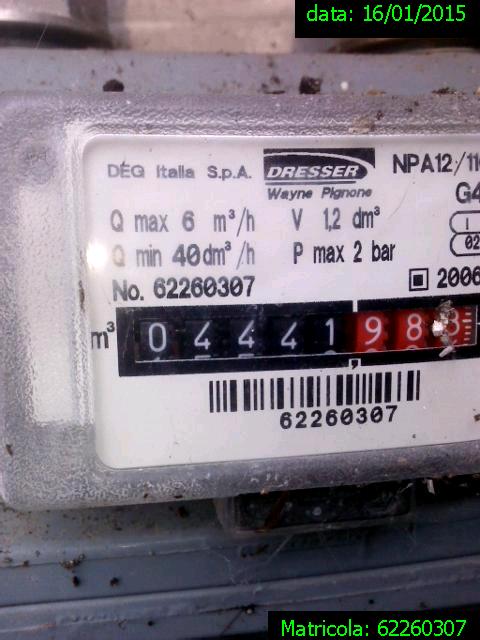 data: 16/01/2015
DEG Italia S.p.A. DRESSER NPA12/11
Wayne Pignone G4
Q max 6 m³/h V 1,2 dm³
Q min 40dm³/h P max 2 bar
No. 62260307 2006
m³ 0 4 4 4 1 9 8
62260307
Matricola: 62260307